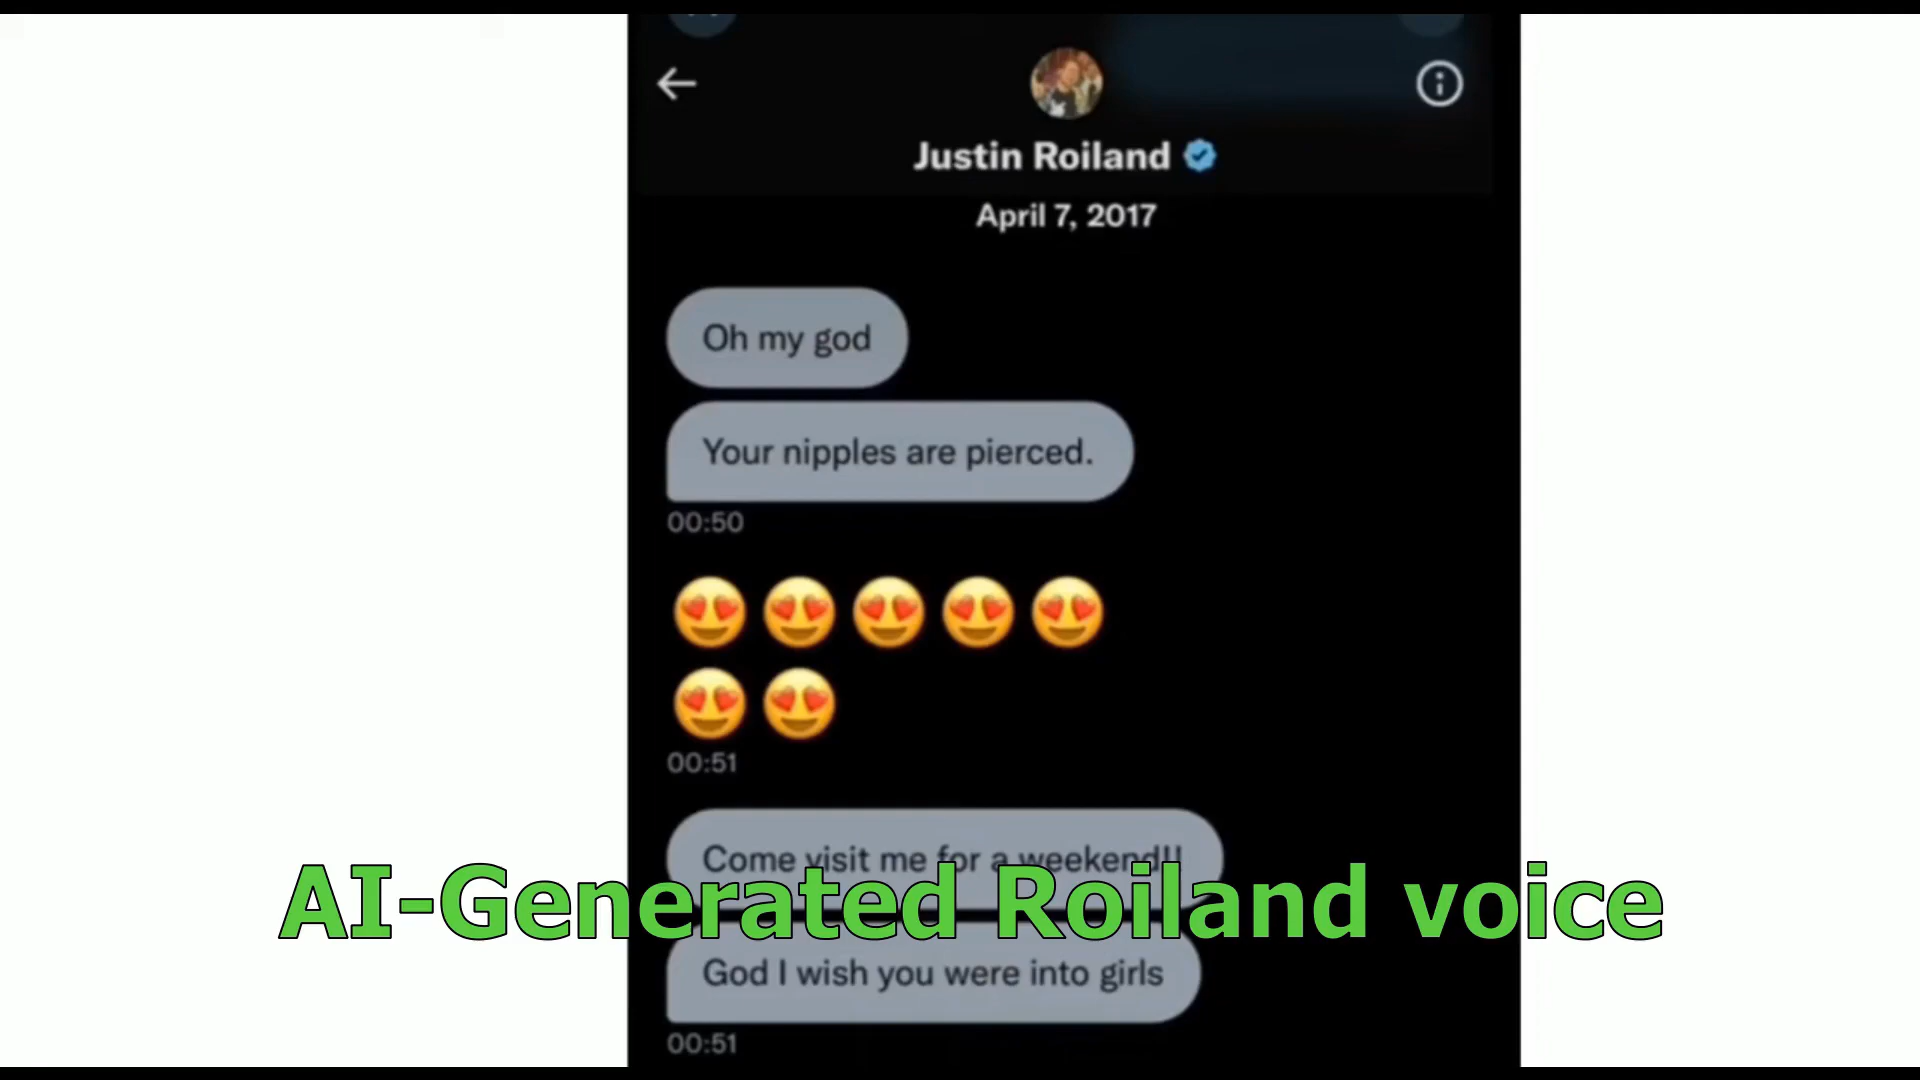 Justin Roiland
April 7, 2017
Oh my god
Your nipples are pierced.
00:50
😍😍😍😍😍
😍😍
00:51
Come visit me for a weekend!!
AI-Generated Roiland voice
God I wish you were into girls
00:51